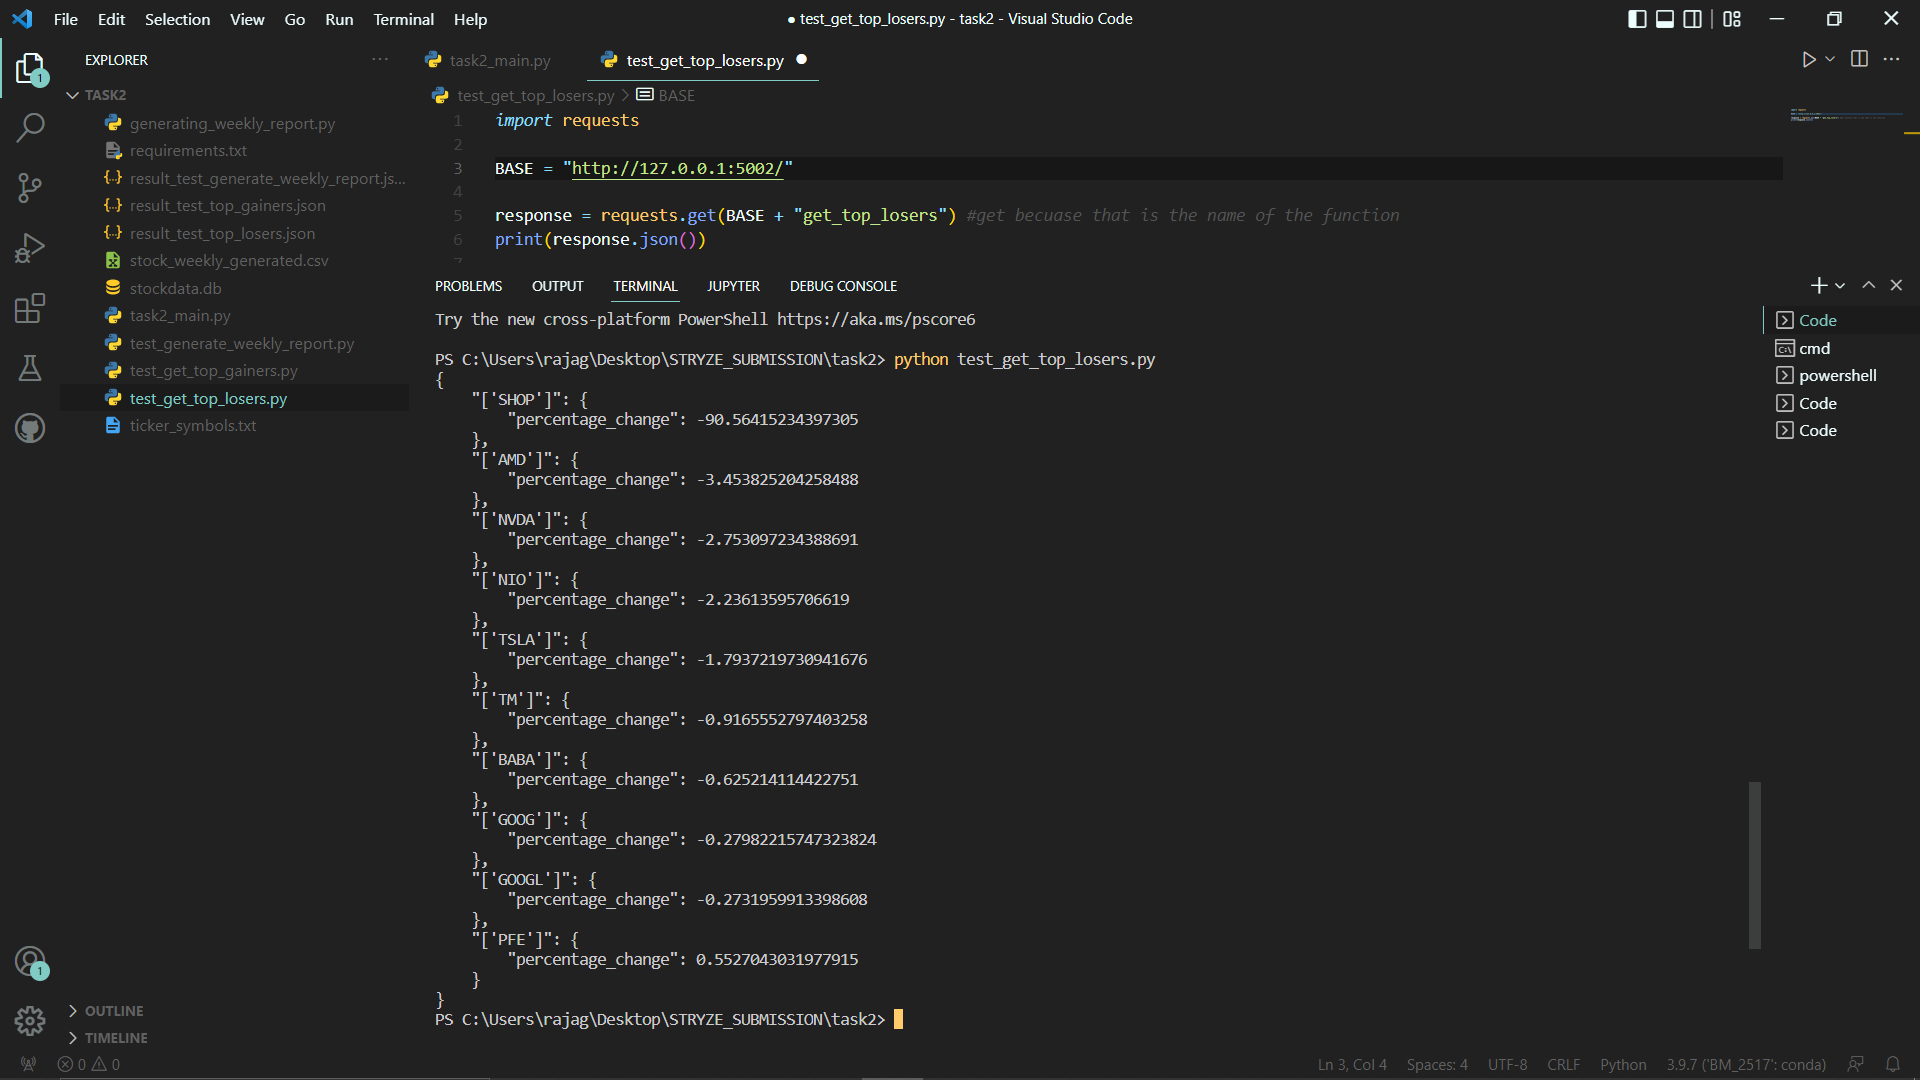 File Edit Selection View Go Run Terminal Help
● test_get_top_losers.py - task2 - Visual Studio Code
EXPLORER
TASK2
generating_weekly_report.py
requirements.txt
result_test_generate_weekly_report.js...
result_test_top_gainers.json
result_test_top_losers.json
stock_weekly_generated.csv
stockdata.db
task2_main.py
test_generate_weekly_report.py
test_get_top_gainers.py
test_get_top_losers.py
ticker_symbols.txt
OUTLINE
TIMELINE
1
1
task2_main.py
test_get_top_losers.py ●
test_get_top_losers.py > BASE
1 import requests
2
3 BASE = "http://127.0.0.1:5002/"
4
5 response = requests.get(BASE + "get_top_losers") #get becuase that is the name of the function
6 print(response.json())
7
PROBLEMS OUTPUT TERMINAL JUPYTER DEBUG CONSOLE
Try the new cross-platform PowerShell https://aka.ms/pscore6
PS C:\Users\rajag\Desktop\STRYZE_SUBMISSION\task2> python test_get_top_losers.py
{
"['SHOP']": {
"percentage_change": -90.56415234397305
},
"['AMD']": {
"percentage_change": -3.453825204258488
},
"['NVDA']": {
"percentage_change": -2.753097234388691
},
"['NIO']": {
"percentage_change": -2.23613595706619
},
"['TSLA']": {
"percentage_change": -1.7937219730941676
},
"['TM']": {
"percentage_change": -0.9165552797403258
},
"['BABA']": {
"percentage_change": -0.625214114422751
},
"['GOOG']": {
"percentage_change": -0.27982215747323824
},
"['GOOGL']": {
"percentage_change": -0.2731959913398608
},
"['PFE']": {
"percentage_change": 0.5527043031977915
}
}
PS C:\Users\rajag\Desktop\STRYZE_SUBMISSION\task2>
Code
cmd
powershell
Code
Code
0 0
Ln 3, Col 4 Spaces: 4 UTF-8 CRLF Python 3.9.7 ('BM_2517': conda)